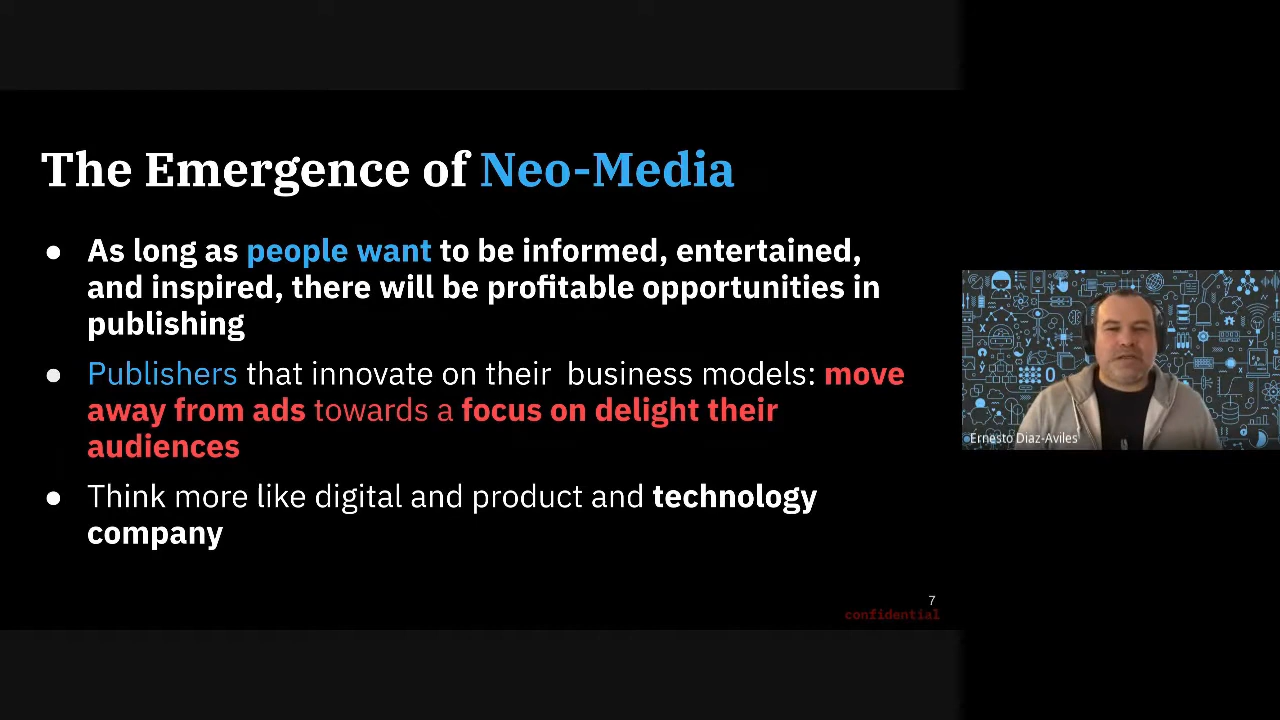 The Emergence of Neo-Media
● As long as people want to be informed, entertained,
and inspired, there will be profitable opportunities in
publishing
● Publishers that innovate on their  business models: move
away from ads towards a focus on delight their
audiences
● Think more like digital and product and technology
company
7
confidential
Ernesto Diaz-Aviles